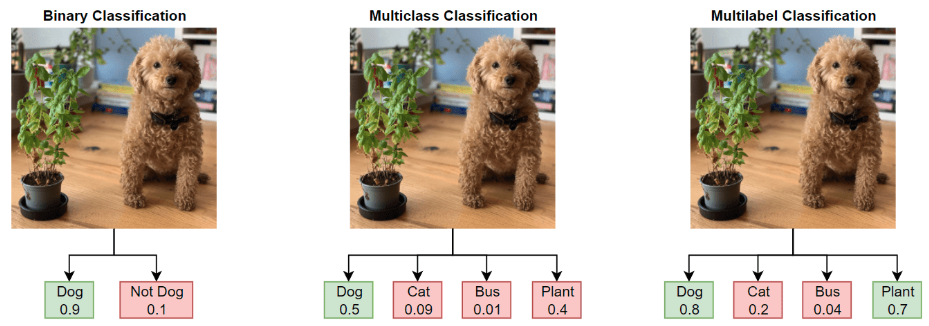 Binary Classification
Multiclass Classification
Multilabel Classification
Dog
0.9
Not Dog
0.1
Dog
0.5
Cat
0.09
Bus
0.01
Plant
0.4
Dog
0.8
Cat
0.2
Bus
0.04
Plant
0.7